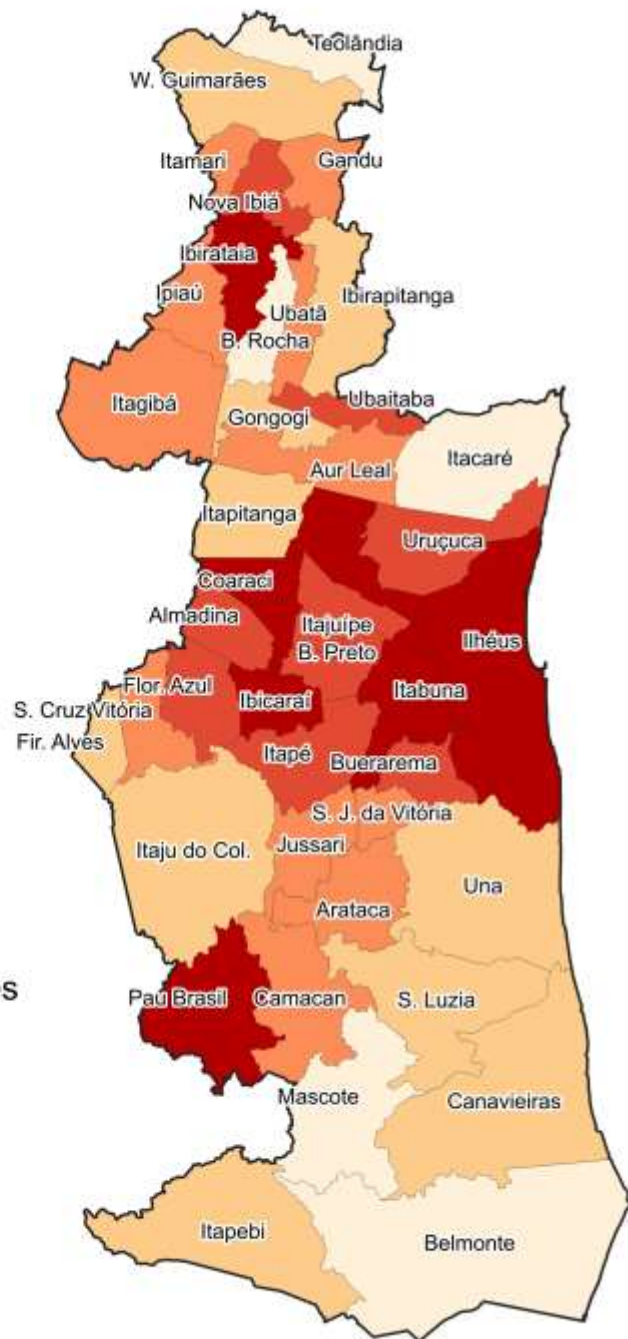 Teolândia
W. Guimarães
Itamari
Gandu
Nova Ibiá
Ibirataia
Ipiaú
Ibirapitanga
Ubatã
B. Rocha
Itagibá
Ubaitaba
Gongogi
Itacaré
Aur Leal
Itapitanga
Uruçuca
Coaraci
Almadina
Itajuípe
Ilhéus
B. Preto
Flor. Azul
Ibicaraí
Itabuna
S. Cruz Vitória
Fir. Alves
Itapé
Buerarema
S. J. da Vitória
Jussari
Itaju do Col.
Una
Arataca
os
Paú Brasil
Camacan
S. Luzia
Mascote
Canavieiras
Itapebi
Belmonte